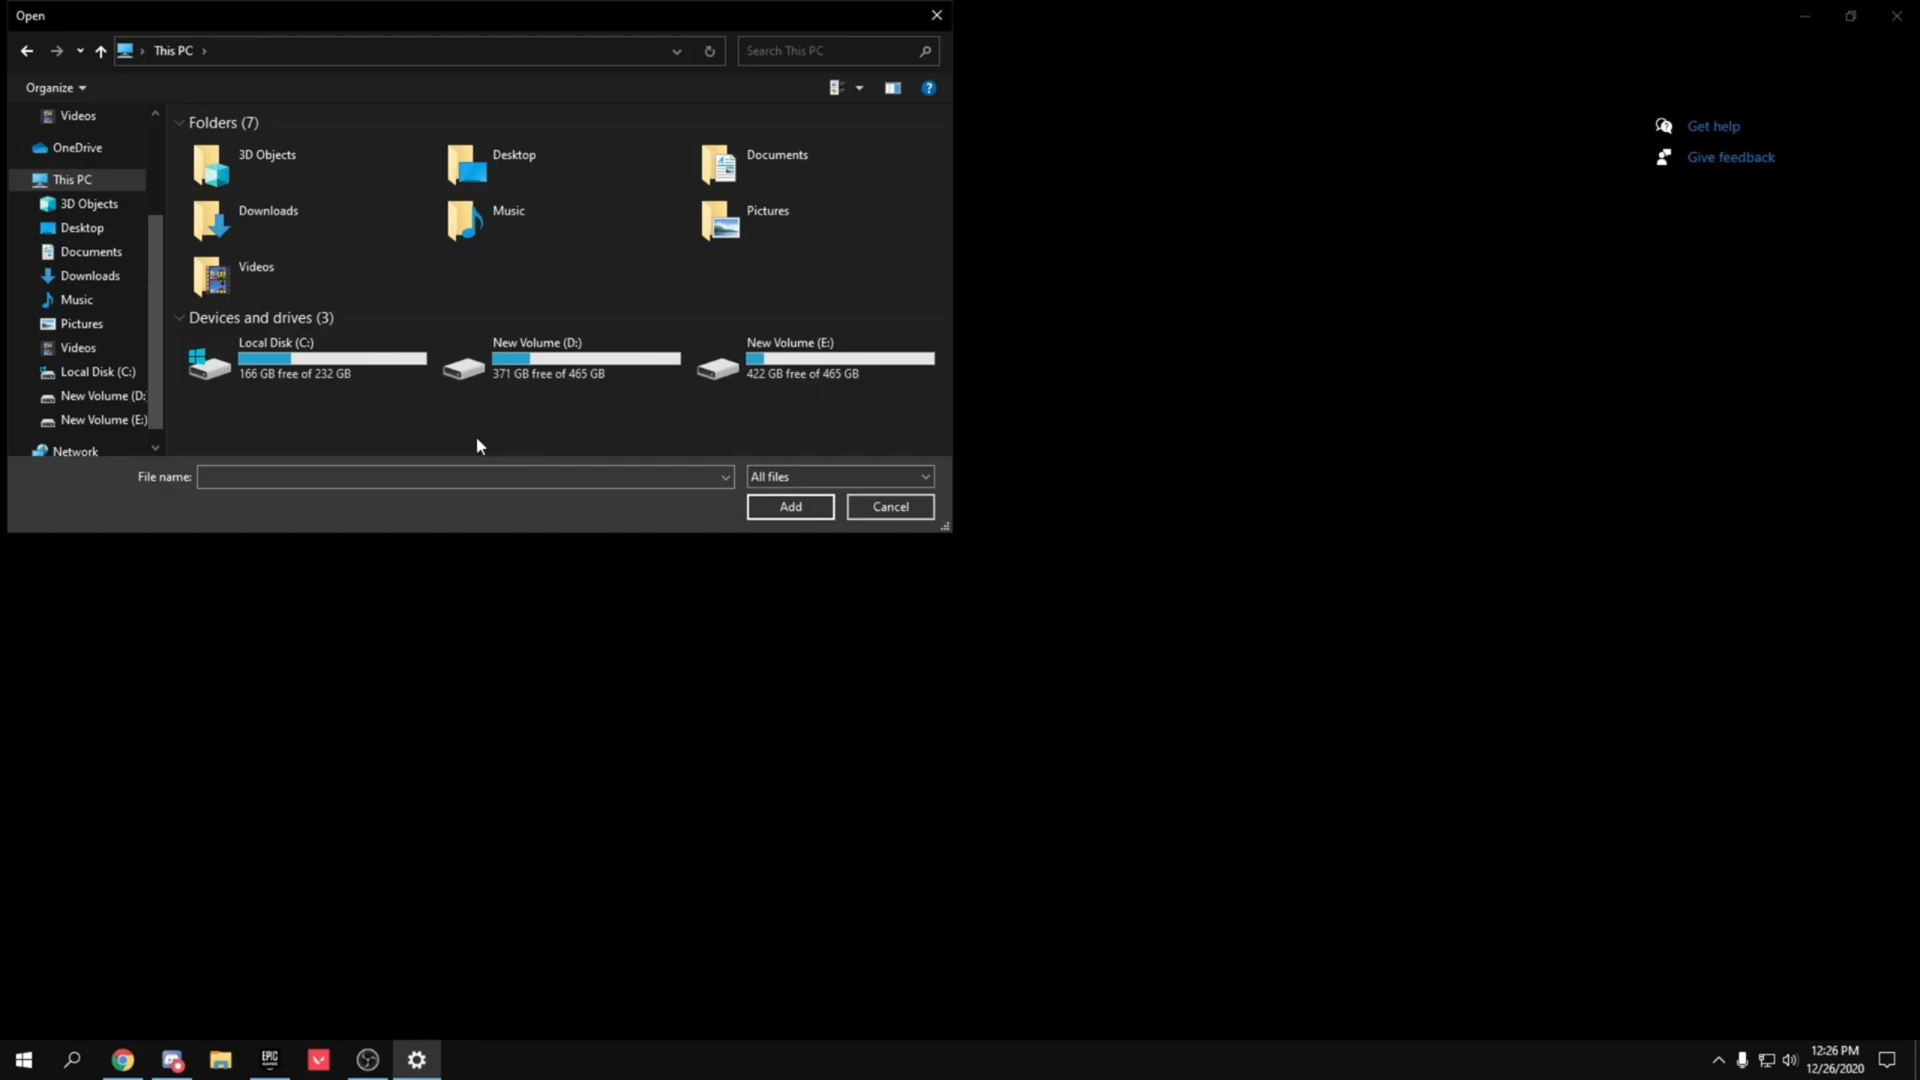 Open
This PC
Search This PC
Organize
Videos
OneDrive
This PC
3D Objects
Desktop
Documents
Downloads
Music
Pictures
Videos
Local Disk (C:)
New Volume (D:
New Volume (E:)
Network
Folders (7)
3D Objects
Desktop
Documents
Downloads
Music
Pictures
Videos
Devices and drives (3)
Local Disk (C:)
166 GB free of 232 GB
New Volume (D:)
371 GB free of 465 GB
New Volume (E:)
422 GB free of 465 GB
File name:
All files
Add
Cancel
Get help
Give feedback
EPIC
GAMES
12:26 PM
12/26/2020